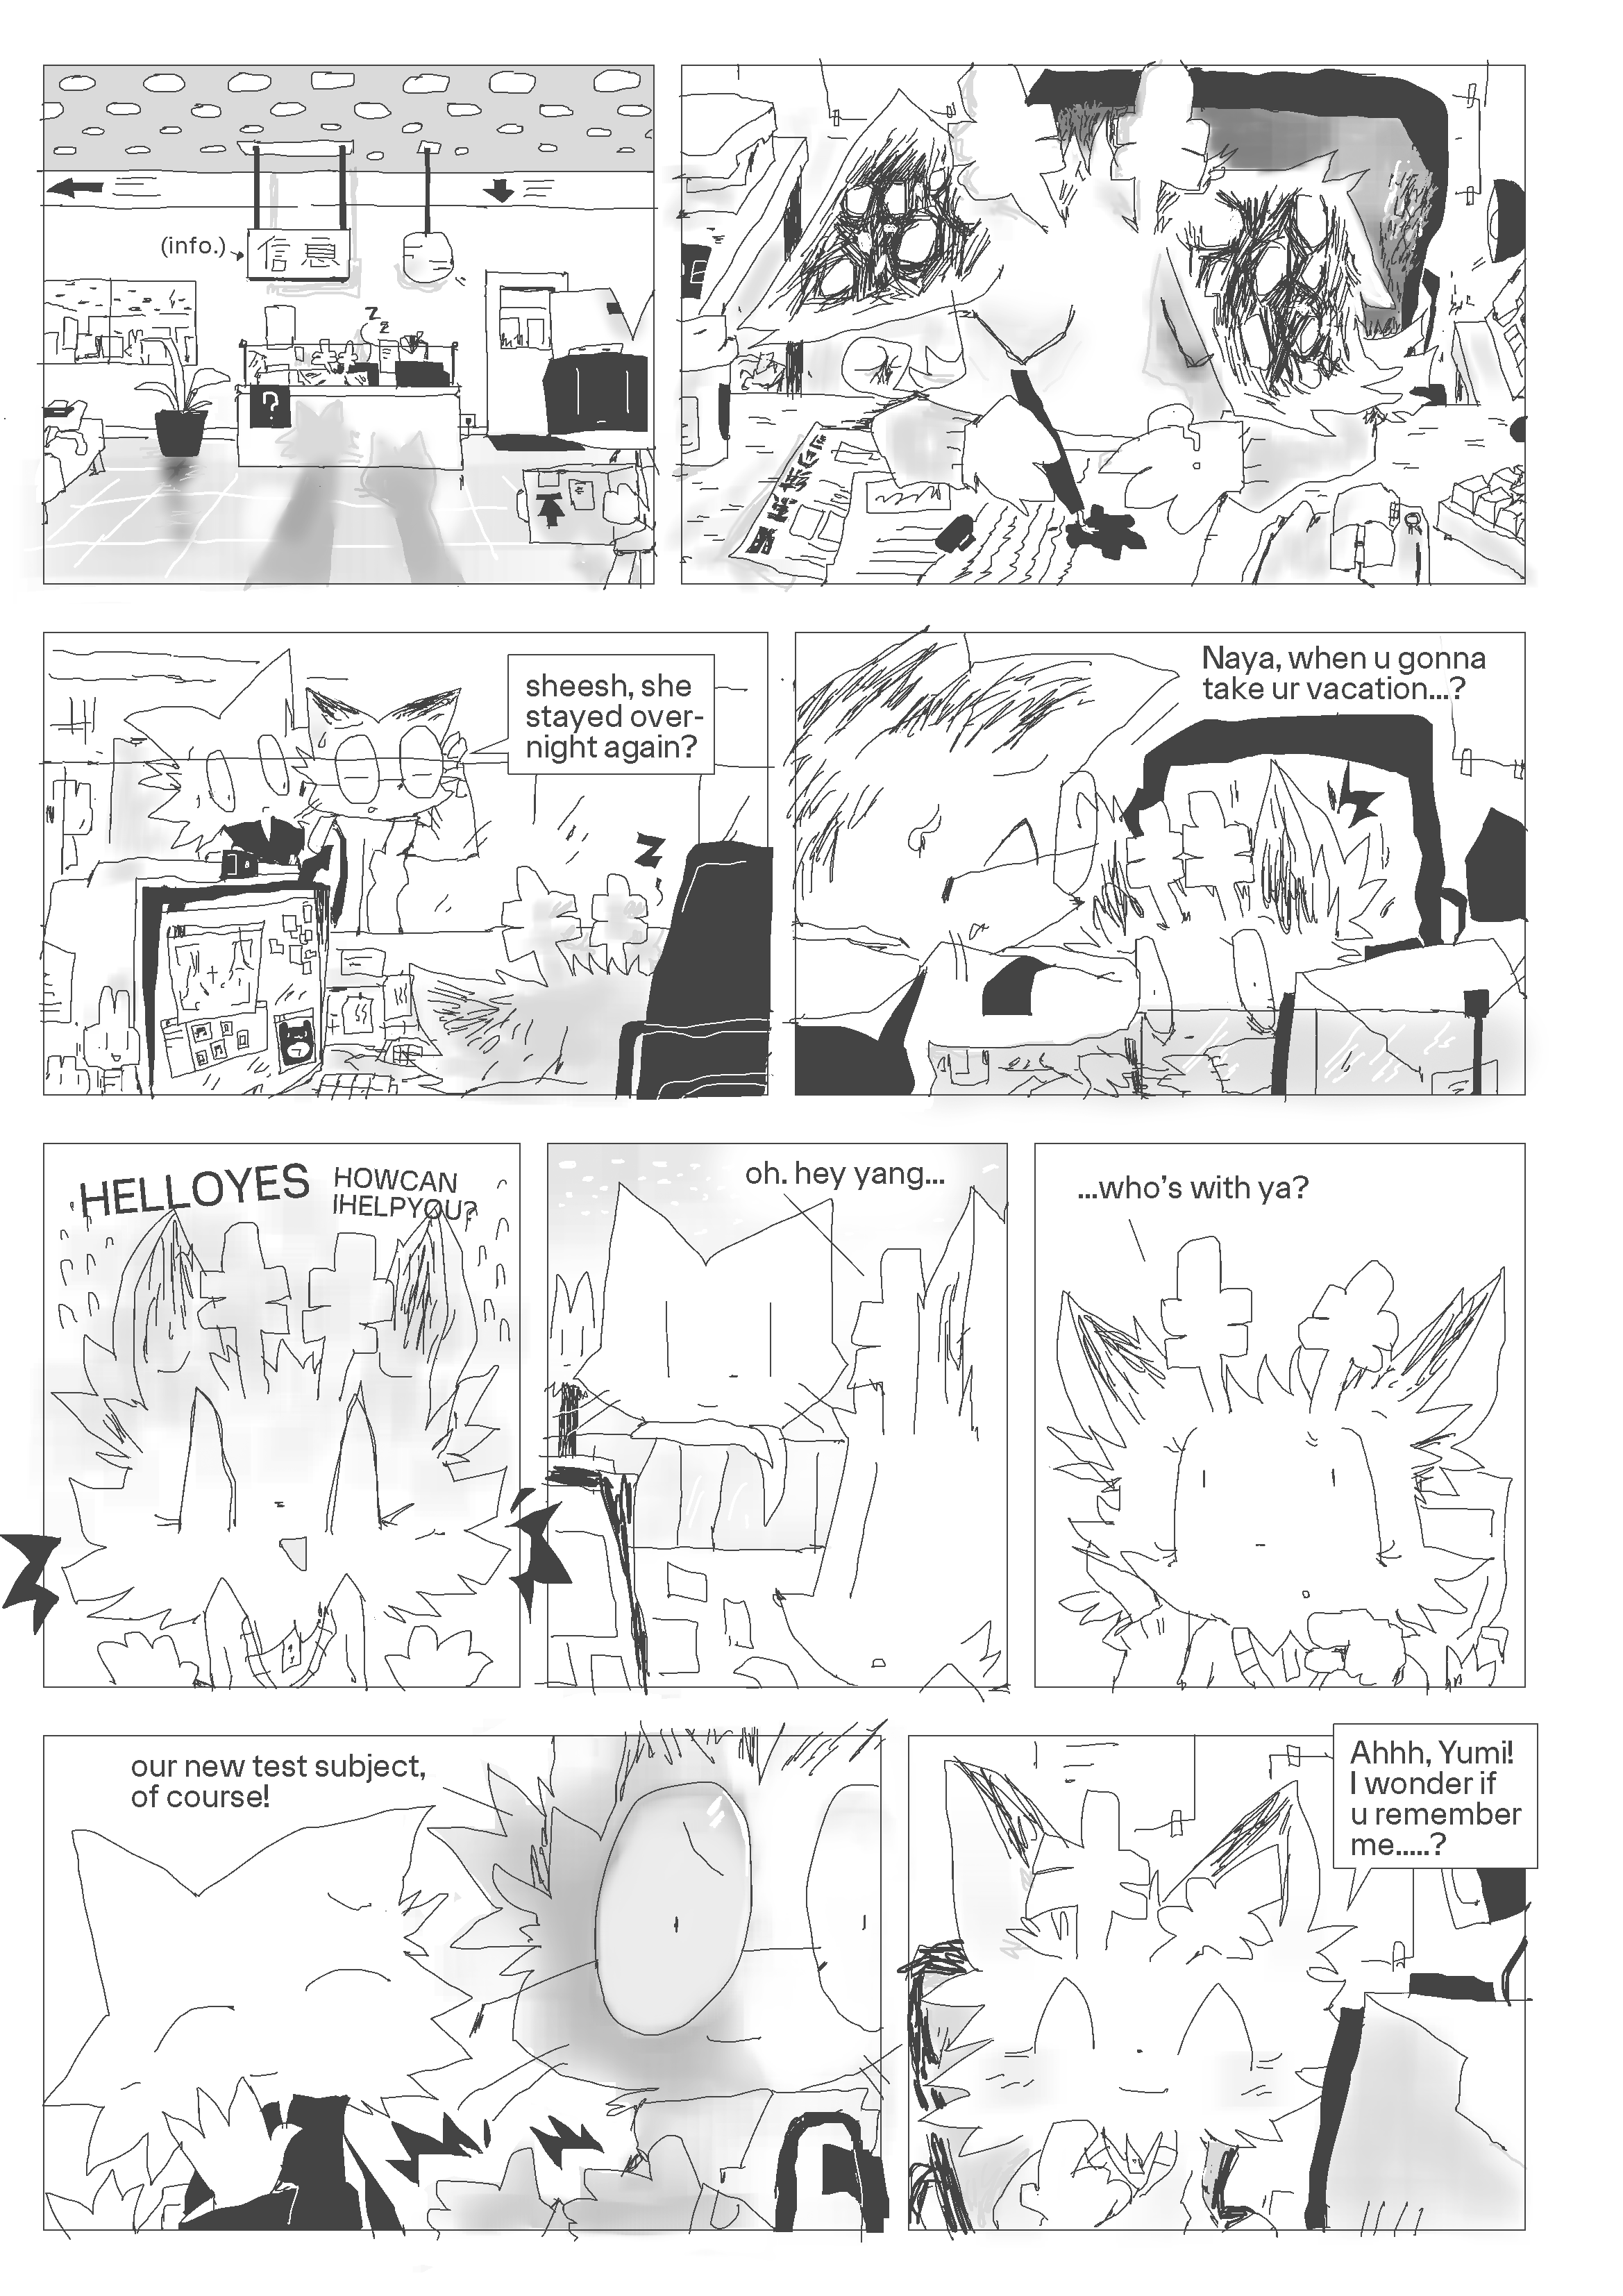 (info.)
信息
z
z
?
sheesh, she
stayed over-
night again?
z
Naya, when u gonna
take ur vacation...?
HELLOYES
HOWCAN
IHELPYOU?
oh. hey yang...
...who's with ya?
our new test subject,
of course!
Ahhh, Yumi!
I wonder if
u remember
me.....?